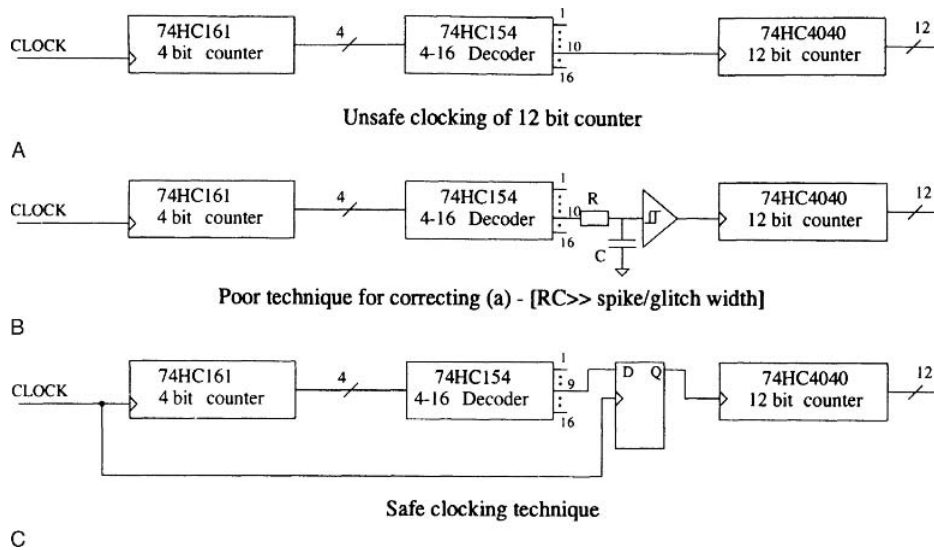 CLOCK
74HC161
4 bit counter
4
74HC154
4-16 Decoder
1
10
16
74HC4040
12 bit counter
12
Unsafe clocking of 12 bit counter
A
CLOCK
74HC161
4 bit counter
4
74HC154
4-16 Decoder
1
10
16
R
C
74HC4040
12 bit counter
12
Poor technique for correcting (a) - [RC>> spike/glitch width]
B
CLOCK
74HC161
4 bit counter
4
74HC154
4-16 Decoder
1
9
16
D Q
74HC4040
12 bit counter
12
Safe clocking technique
C